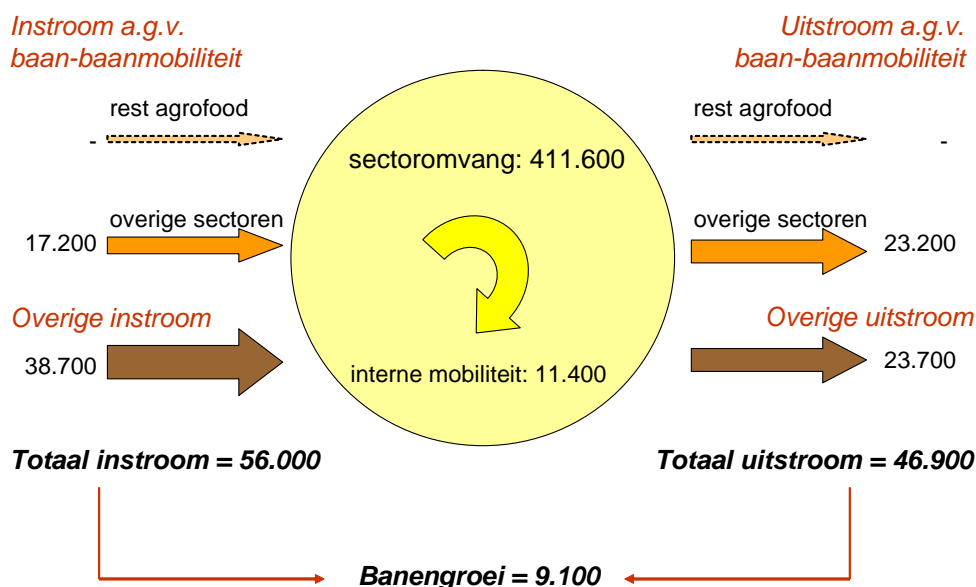 Instroom a.g.v.
baan-baanmobiliteit
rest agrofood
-
overige sectoren
17.200
Overige instroom
38.700
Totaal instroom = 56.000
sectoromvang: 411.600
interne mobiliteit: 11.400
Uitstroom a.g.v.
baan-baanmobiliteit
rest agrofood
-
overige sectoren
23.200
Overige uitstroom
23.700
Totaal uitstroom = 46.900
Banengroei = 9.100